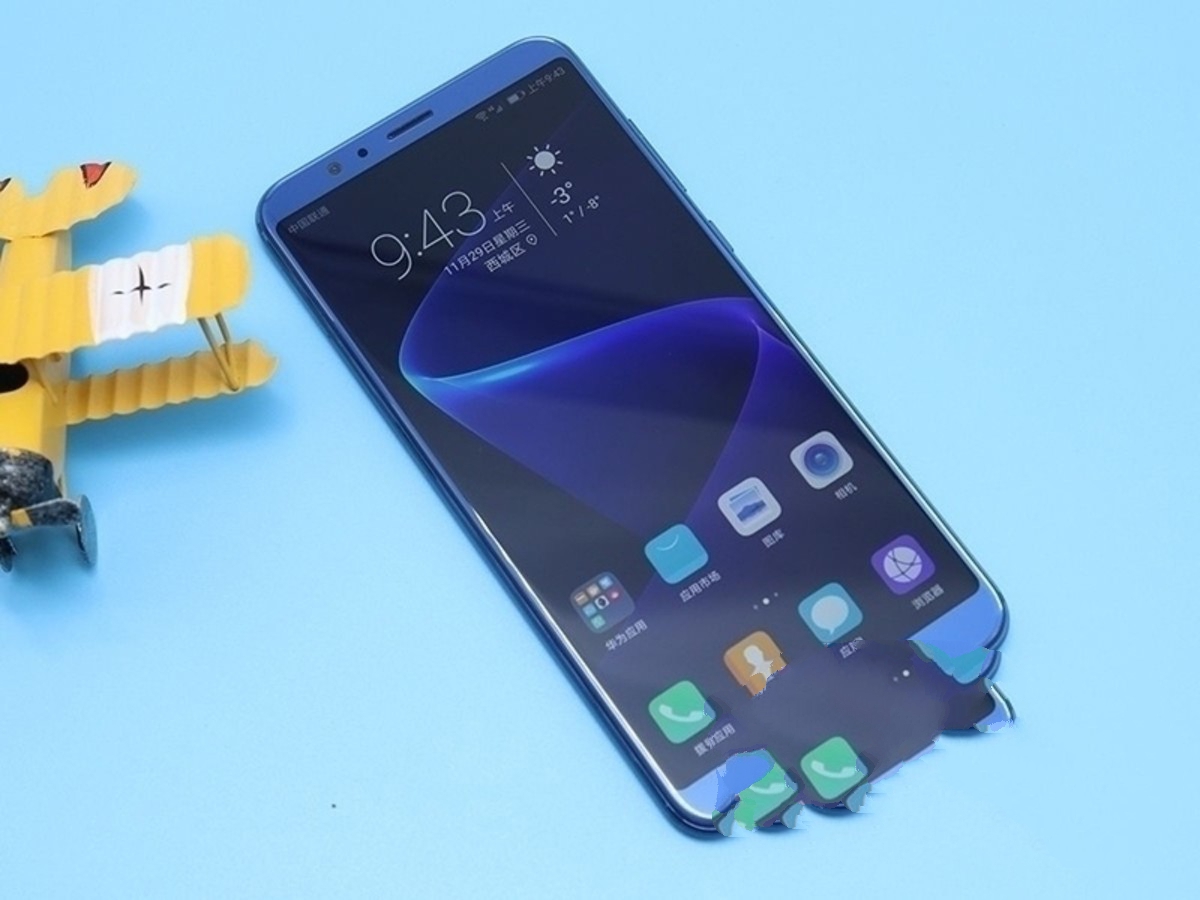 中国联通
上午9:43
9:43 上午
11月29日星期三
西城区
-3°
1° / -8°
华为应用
应用市场
图库
相机
浏览器